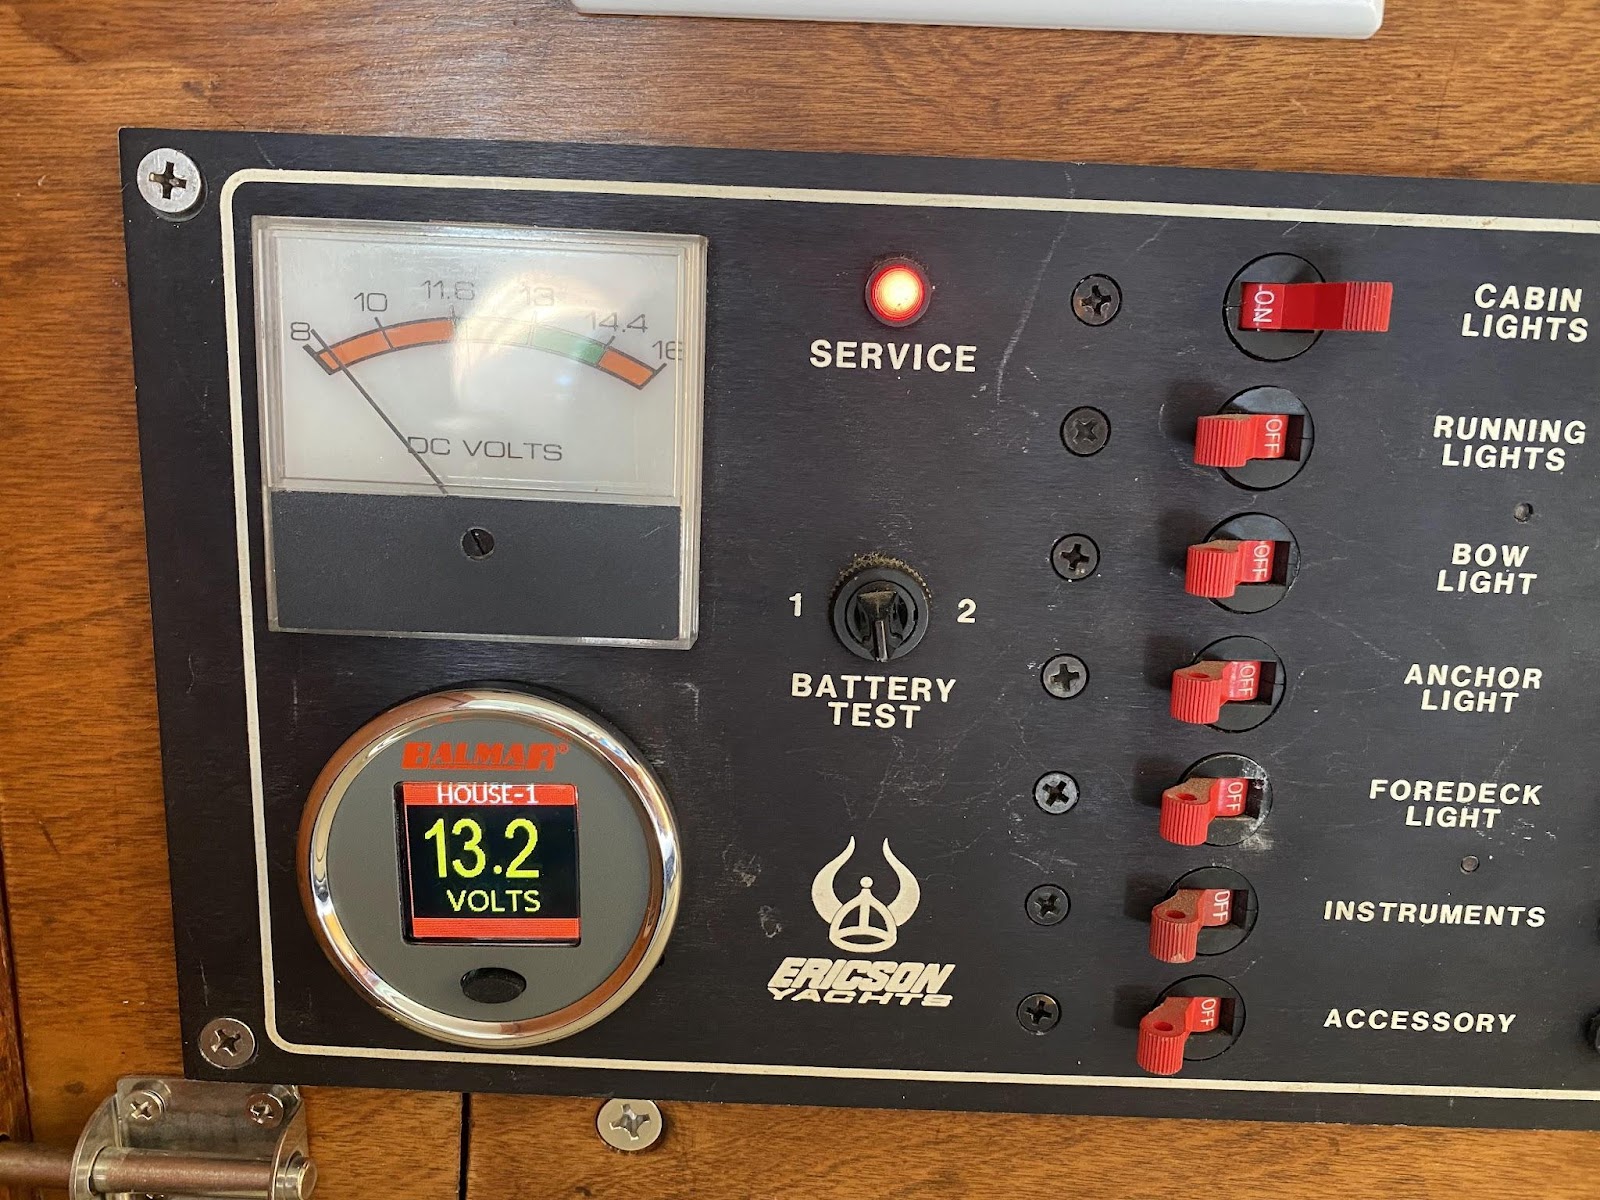 8 10 11.6 13 14.4 16
DC VOLTS
SERVICE
1 2
BATTERY
TEST
BALMAR®
HOUSE-1
13.2
VOLTS
ERICSON
YACHTS
ON
CABIN
LIGHTS
OFF
RUNNING
LIGHTS
OFF
BOW
LIGHT
OFF
ANCHOR
LIGHT
OFF
FOREDECK
LIGHT
OFF
INSTRUMENTS
OFF
ACCESSORY